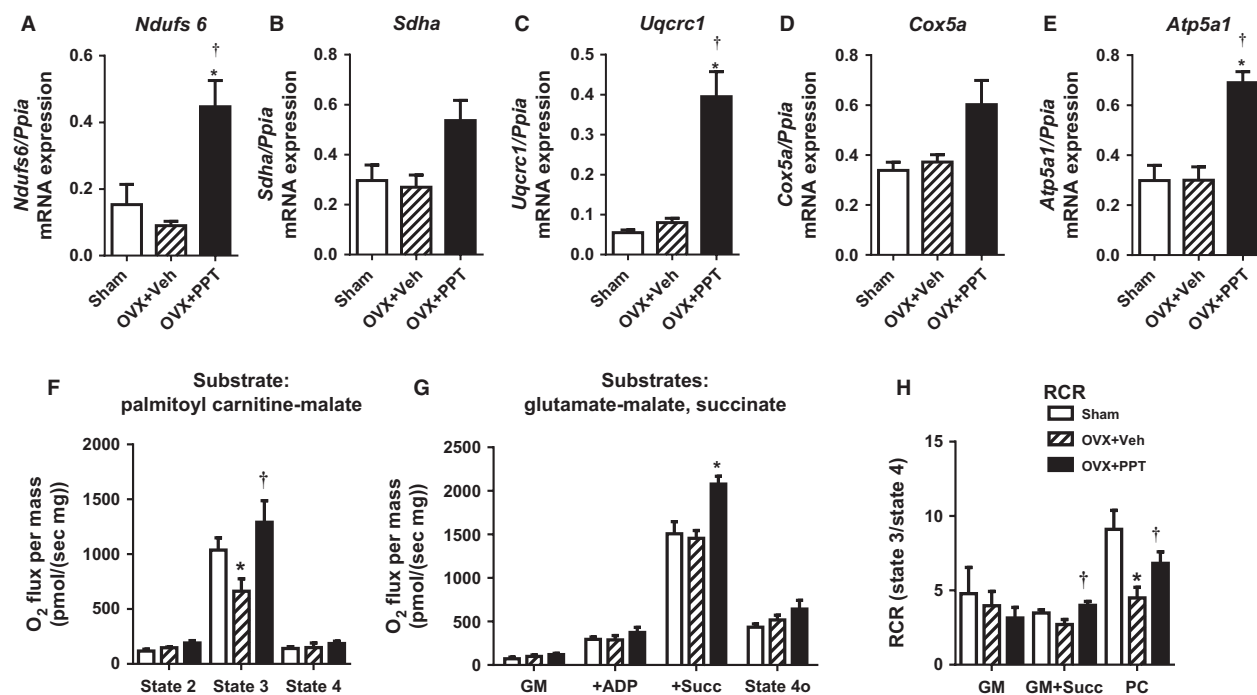 A
Ndufs 6
Ndufs6/Ppia
mRNA expression
0.6
0.4
0.2
0.0
†
*
Sham
OVX+Veh
OVX+PPT
B
Sdha
Sdha/Ppia
mRNA expression
0.8
0.6
0.4
0.2
0.0
Sham
OVX+Veh
OVX+PPT
C
Uqcrc1
Uqcrc1/Ppia
mRNA expression
0.5
0.4
0.3
0.2
0.1
0.0
†
*
Sham
OVX+Veh
OVX+PPT
D
Cox5a
Cox5a/Ppia
mRNA expression
0.8
0.6
0.4
0.2
0.0
Sham
OVX+Veh
OVX+PPT
E
Atp5a1
Atp5a1/Ppia
mRNA expression
0.8
0.6
0.4
0.2
0.0
†
*
Sham
OVX+Veh
OVX+PPT
F
Substrate:
palmitoyl carnitine-malate
O2 flux per mass
(pmol/(sec mg))
2000
1500
1000
500
0
*
†
State 2
State 3
State 4
G
Substrates:
glutamate-malate, succinate
O2 flux per mass
(pmol/(sec mg))
2500
2000
1500
1000
500
0
*
GM
+ADP
+Succ
State 4o
H
RCR
Sham
OVX+Veh
OVX+PPT
RCR (state 3/state 4)
15
10
5
0
†
*
†
GM
GM+Succ
PC